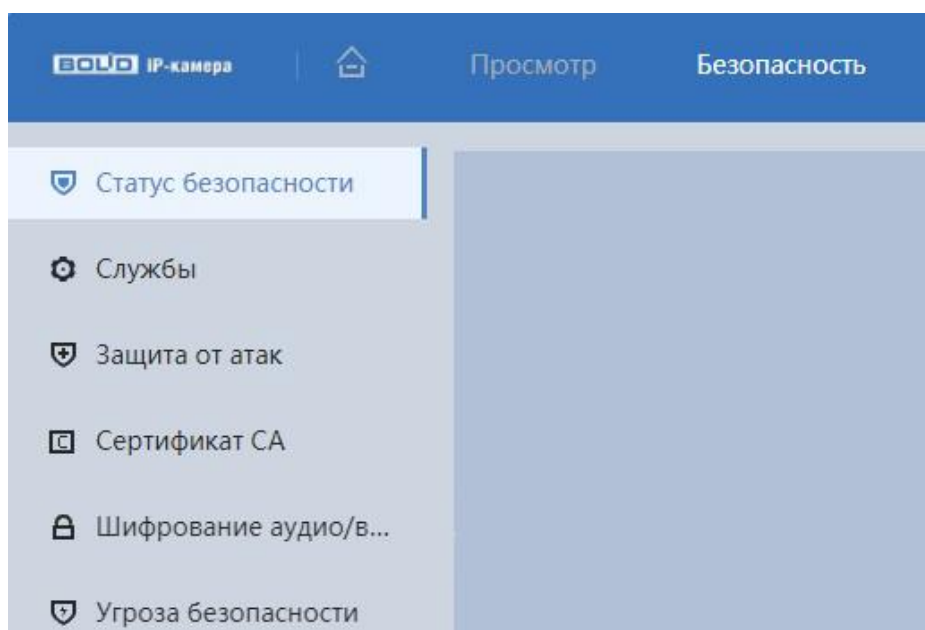 BOLID IP-камера
Просмотр
Безопасность
Статус безопасности
Службы
Защита от атак
Сертификат CA
Шифрование аудио/в...
Угроза безопасности